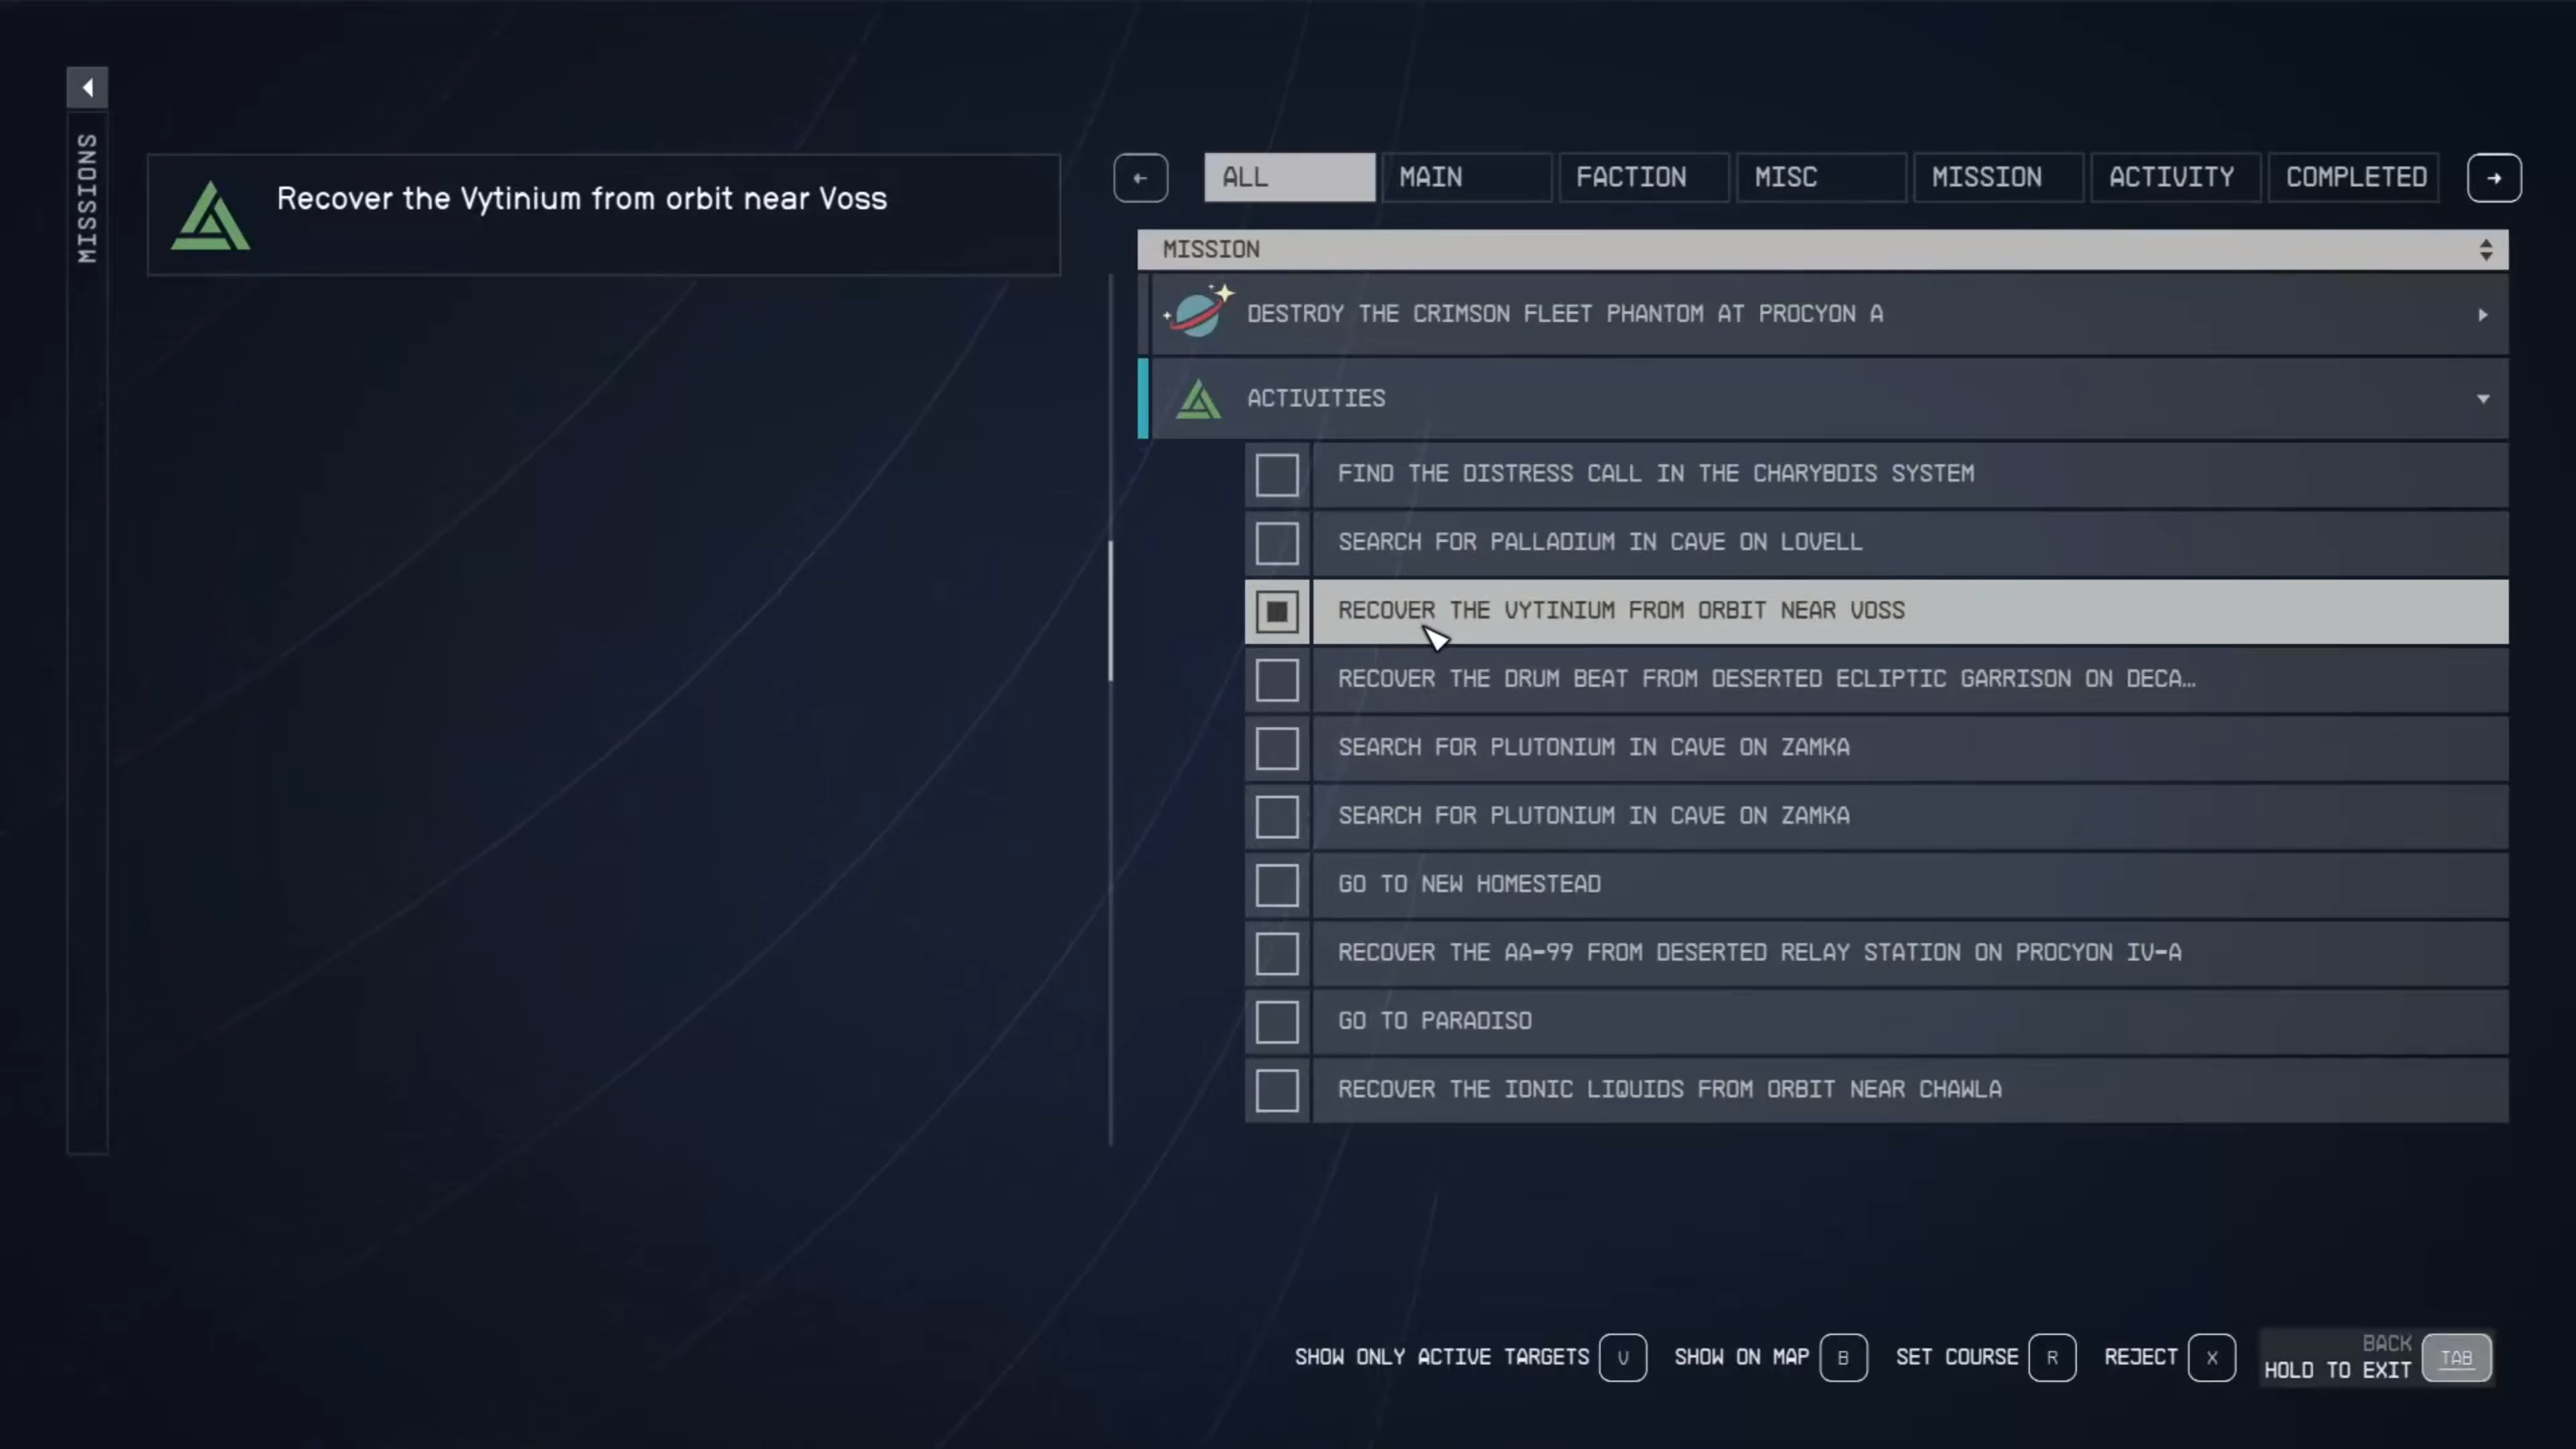 MISSIONS
Recover the Vytinium from orbit near Voss
ALL
MAIN
FACTION
MISC
MISSION
ACTIVITY
COMPLETED
MISSION
DESTROY THE CRIMSON FLEET PHANTOM AT PROCYON A
ACTIVITIES
FIND THE DISTRESS CALL IN THE CHARYBDIS SYSTEM
SEARCH FOR PALLADIUM IN CAVE ON LOVELL
RECOVER THE VYTINIUM FROM ORBIT NEAR VOSS
RECOVER THE DRUM BEAT FROM DESERTED ECLIPTIC GARRISON ON DECA...
SEARCH FOR PLUTONIUM IN CAVE ON ZAMKA
SEARCH FOR PLUTONIUM IN CAVE ON ZAMKA
GO TO NEW HOMESTEAD
RECOVER THE AA-99 FROM DESERTED RELAY STATION ON PROCYON IV-A
GO TO PARADISO
RECOVER THE IONIC LIQUIDS FROM ORBIT NEAR CHAWLA
SHOW ONLY ACTIVE TARGETS V
SHOW ON MAP B
SET COURSE R
REJECT X
BACK
HOLD TO EXIT TAB